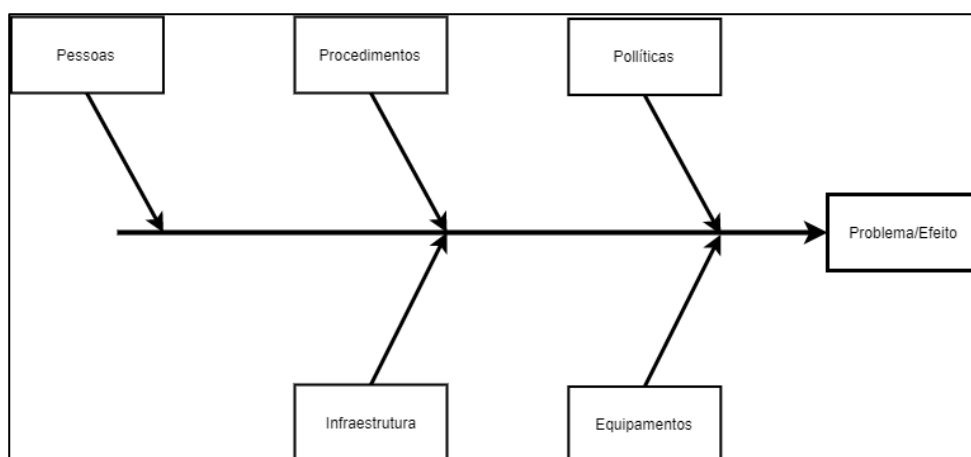 Pessoas
Procedimentos
Pollíticas
Problema/Efeito
Infraestrutura
Equipamentos